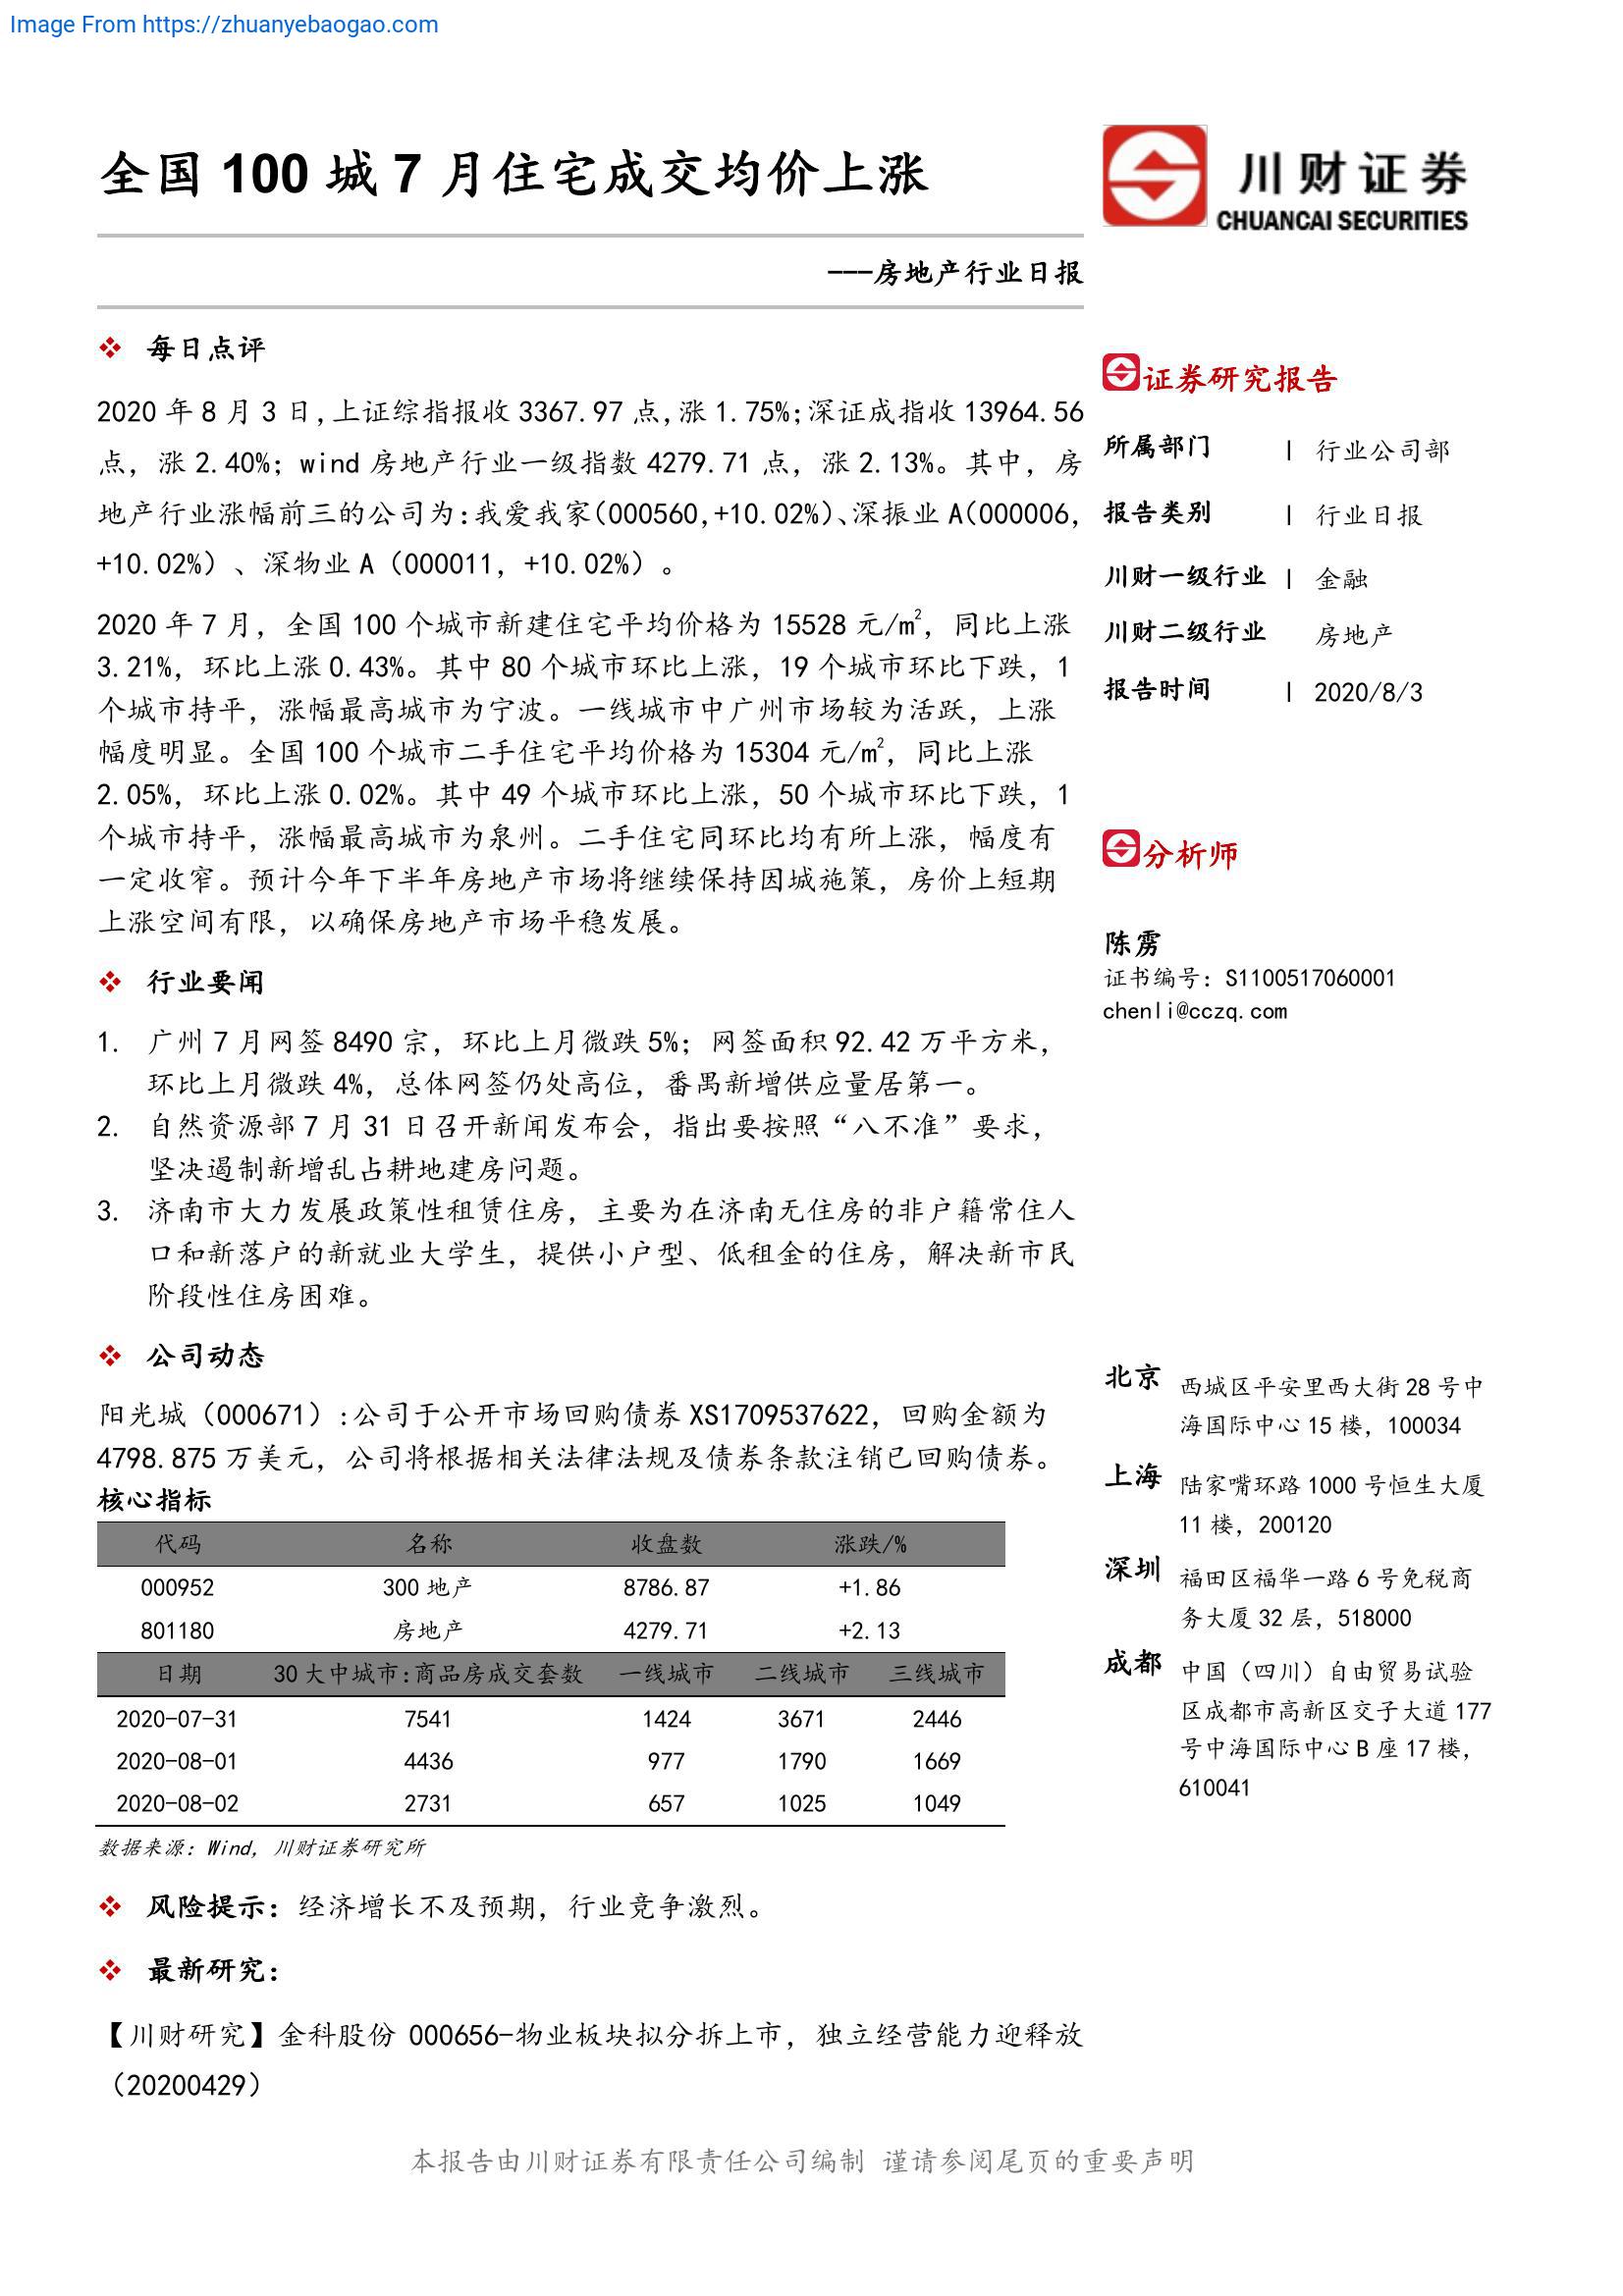 Image From https://zhuanyebaogao.com
全国 100 城 7 月住宅成交均价上涨
川财证券
CHUANCAI SECURITIES
---房地产行业日报
每日点评
2020 年 8 月 3 日,上证综指报收 3367.97 点,涨 1.75%;深证成指收 13964.56
点，涨 2.40%；wind 房地产行业一级指数 4279.71 点，涨 2.13%。其中，房
地产行业涨幅前三的公司为:我爱我家(000560,+10.02%)、深振业 A(000006,
+10.02%）、深物业 A（000011，+10.02%）。
2020 年 7 月，全国 100 个城市新建住宅平均价格为 15528 元/㎡，同比上涨
3.21%，环比上涨 0.43%。其中 80 个城市环比上涨，19 个城市环比下跌，1
个城市持平，涨幅最高城市为宁波。一线城市中广州市场较为活跃，上涨
幅度明显。全国 100 个城市二手住宅平均价格为 15304 元/㎡，同比上涨
2.05%，环比上涨 0.02%。其中 49 个城市环比上涨，50 个城市环比下跌，1
个城市持平，涨幅最高城市为泉州。二手住宅同环比均有所上涨，幅度有
一定收窄。预计今年下半年房地产市场将继续保持因城施策，房价上短期
上涨空间有限，以确保房地产市场平稳发展。
行业要闻
1. 广州 7 月网签 8490 宗，环比上月微跌 5%；网签面积 92.42 万平方米，
环比上月微跌 4%，总体网签仍处高位，番禺新增供应量居第一。
2. 自然资源部 7 月 31 日召开新闻发布会，指出要按照“八不准”要求，
坚决遏制新增乱占耕地建房问题。
3. 济南市大力发展政策性租赁住房，主要为在济南无住房的非户籍常住人
口和新落户的新就业大学生，提供小户型、低租金的住房，解决新市民
阶段性住房困难。
公司动态
阳光城（000671）:公司于公开市场回购债券 XS1709537622，回购金额为
4798.875 万美元，公司将根据相关法律法规及债券条款注销已回购债券。
核心指标
代码 名称 收盘数 涨跌/%
000952 300 地产 8786.87 +1.86
801180 房地产 4279.71 +2.13
日期 30 大中城市:商品房成交套数 一线城市 二线城市 三线城市
2020-07-31 7541 1424 3671 2446
2020-08-01 4436 977 1790 1669
2020-08-02 2731 657 1025 1049
数据来源：Wind，川财证券研究所
风险提示：经济增长不及预期，行业竞争激烈。
最新研究：
【川财研究】金科股份 000656-物业板块拟分拆上市，独立经营能力迎释放
（20200429）
证券研究报告
所属部门 | 行业公司部
报告类别 | 行业日报
川财一级行业 | 金融
川财二级行业 房地产
报告时间 | 2020/8/3
分析师
陈雳
证书编号：S1100517060001
chenli@cczq.com
北京 西城区平安里西大街 28 号中
海国际中心 15 楼，100034
上海 陆家嘴环路 1000 号恒生大厦
11 楼，200120
深圳 福田区福华一路 6 号免税商
务大厦 32 层，518000
成都 中国（四川）自由贸易试验
区成都市高新区交子大道 177
号中海国际中心 B 座 17 楼，
610041
本报告由川财证券有限责任公司编制 谨请参阅尾页的重要声明